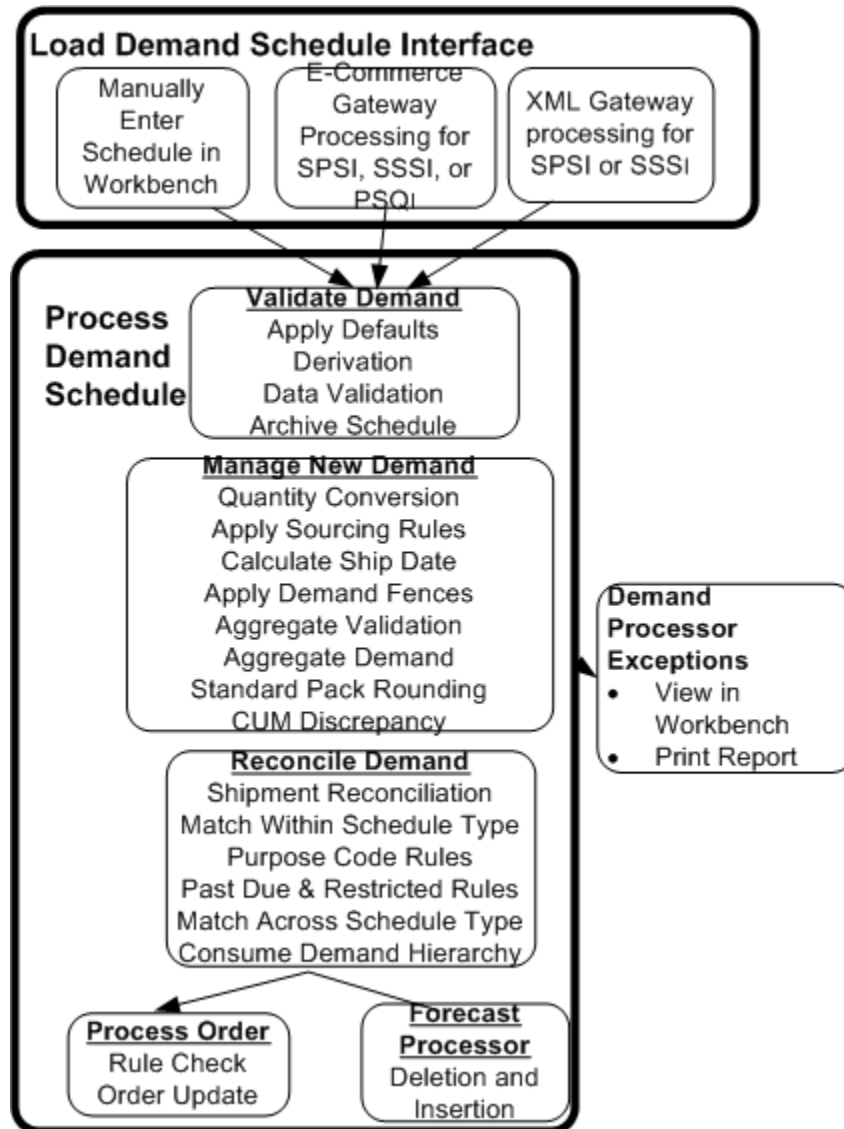 Load Demand Schedule Interface
Manually
Enter
Schedule in
Workbench
E-Commerce
Gateway
Processing for
SPSI, SSSI, or
PSQI
XML Gateway
processing for
SPSI or SSSI
Process
Demand
Schedule
Validate Demand
Apply Defaults
Derivation
Data Validation
Archive Schedule
Manage New Demand
Quantity Conversion
Apply Sourcing Rules
Calculate Ship Date
Apply Demand Fences
Aggregate Validation
Aggregate Demand
Standard Pack Rounding
CUM Discrepancy
Demand
Processor
Exceptions
• View in
Workbench
• Print Report
Reconcile Demand
Shipment Reconciliation
Match Within Schedule Type
Purpose Code Rules
Past Due & Restricted Rules
Match Across Schedule Type
Consume Demand Hierarchy
Process Order
Rule Check
Order Update
Forecast
Processor
Deletion and
Insertion